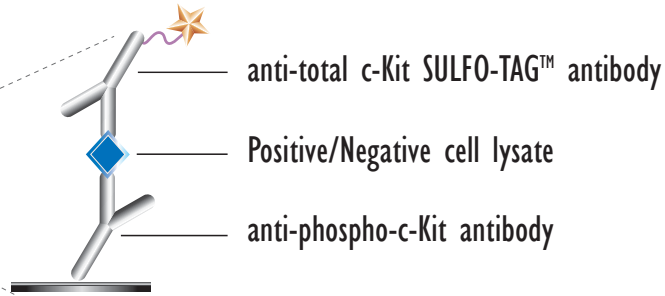 anti-total c-Kit SULFO-TAG™ antibody
Positive/Negative cell lysate
anti-phospho-c-Kit antibody